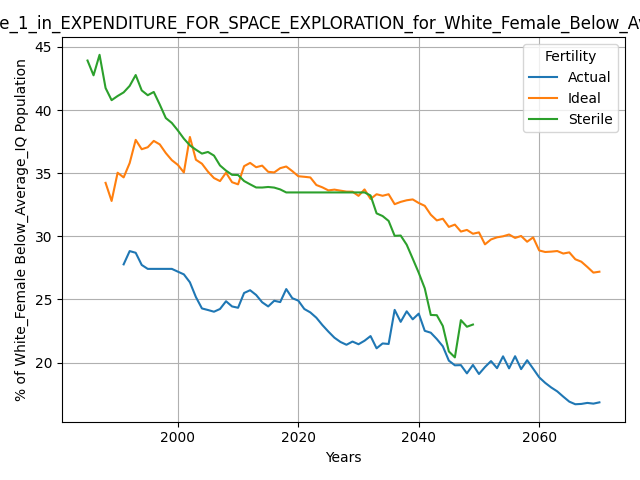 e_1_in_EXPENDITURE_FOR_SPACE_EXPLORATION_for_White_Female_Below_Av
45
40
35
30
25
20
% of White_Female Below_Average_IQ Population
Fertility
Actual
Ideal
Sterile
2000
2020
2040
2060
Years